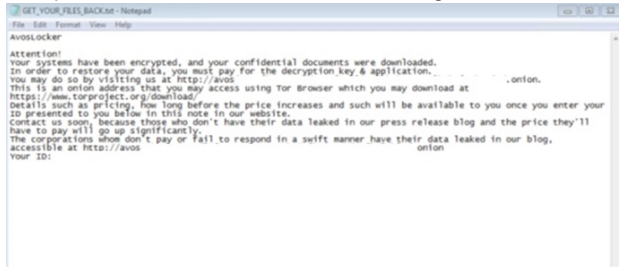 GET_YOUR_FILES_BACK.txt - Notepad
File Edit Format View Help
AvosLocker
Attention!
Your systems have been encrypted, and your confidential documents were downloaded.
In order to restore your data, you must pay for the decryption key & application.
You may do so by visiting us at http://avos .onion.
This is an onion address that you may access using Tor Browser which you may download at
https://www.torproject.org/download/
Details such as pricing, how long before the price increases and such will be available to you once you enter your
ID presented to you below in this note in our website.
Contact us soon, because those who don't have their data leaked in our press release blog and the price they'll
have to pay will go up significantly.
The corporations whom don't pay or fail to respond in a swift manner have their data leaked in our blog,
accessible at http://avos onion
Your ID: